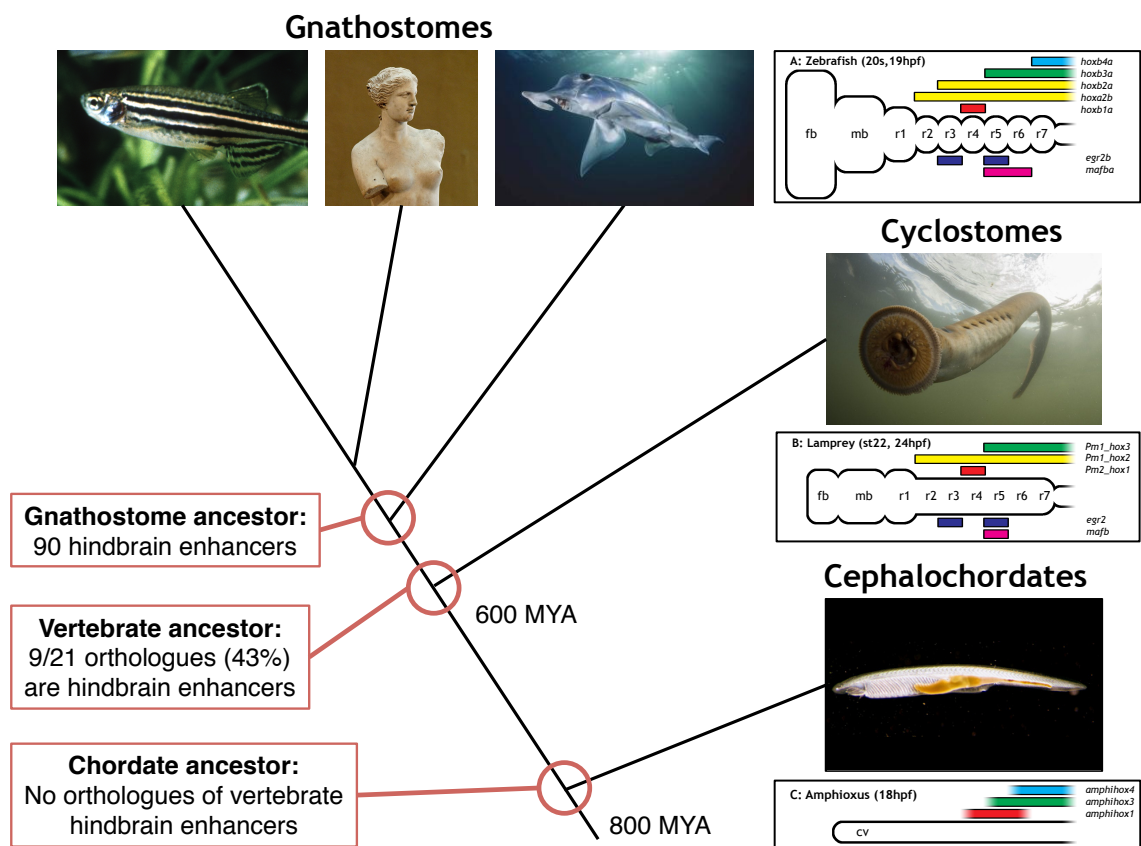 Gnathostomes
A: Zebrafish (20s,19hpf)
hoxb4a
hoxb3a
hoxb2a
hoxa2b
hoxb1a
fb mb r1 r2 r3 r4 r5 r6 r7
egr2b
mafba
Cyclostomes
B: Lamprey (st22, 24hpf)
Pm1_hox3
Pm1_hox2
Pm2_hox1
fb mb r1 r2 r3 r4 r5 r6 r7
egr2
mafb
Gnathostome ancestor:
90 hindbrain enhancers
Vertebrate ancestor:
9/21 orthologues (43%)
are hindbrain enhancers
600 MYA
Cephalochordates
Chordate ancestor:
No orthologues of vertebrate
hindbrain enhancers
800 MYA
C: Amphioxus (18hpf)
amphihox4
amphihox3
amphihox1
cv